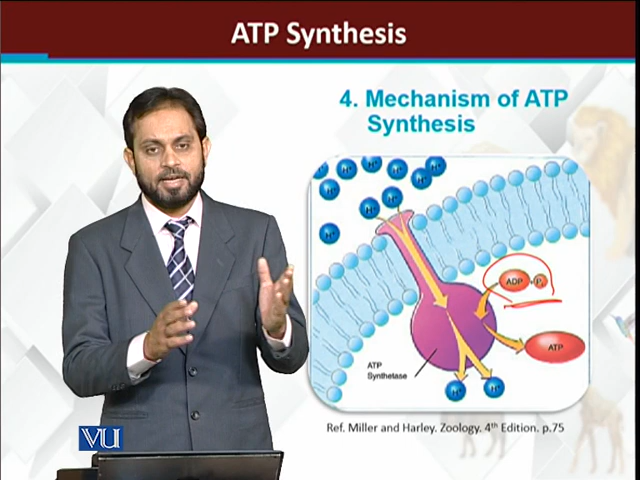 ATP Synthesis
4. Mechanism of ATP
Synthesis
H+ H+ H+ H+ H+
H+ H+
H+
ADP + Pi
ATP
ATP
Synthetase
H+ H+
Ref. Miller and Harley. Zoology. 4th Edition. p.75
VU